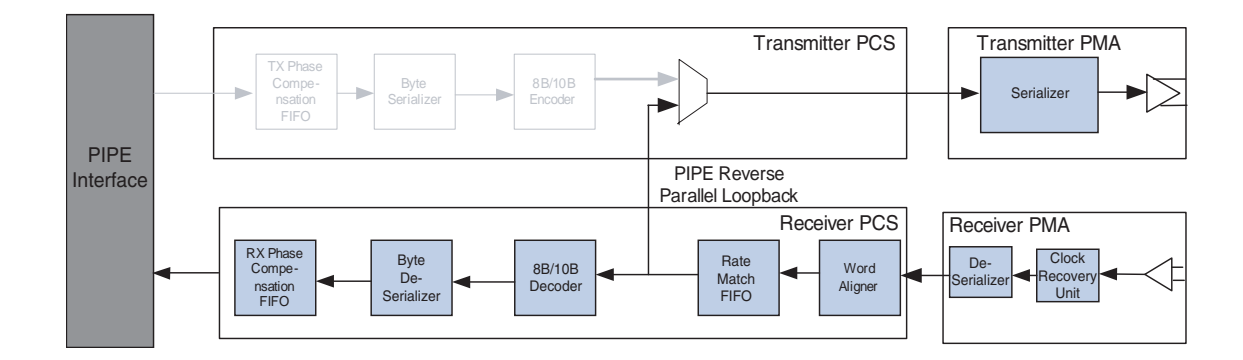 Transmitter PCS
Transmitter PMA
TX Phase
Compe-
nsation
FIFO
Byte
Serializer
8B/10B
Encoder
Serializer
PIPE
Interface
PIPE Reverse
Parallel Loopback
Receiver PCS
Receiver PMA
RX Phase
Compe-
nsation
FIFO
Byte
De-
Serializer
8B/10B
Decoder
Rate
Match
FIFO
Word
Aligner
De-
Serializer
Clock
Recovery
Unit